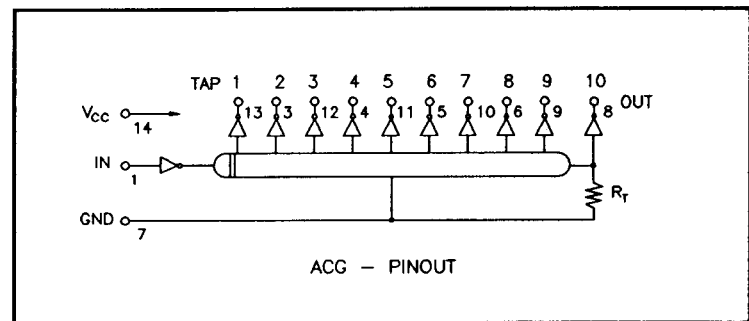 TAP 1 2 3 4 5 6 7 8 9 10
OUT
13 3 12 4 11 5 10 6 9 8
VCC
14
IN
1
GND
7
RT
ACG – PINOUT